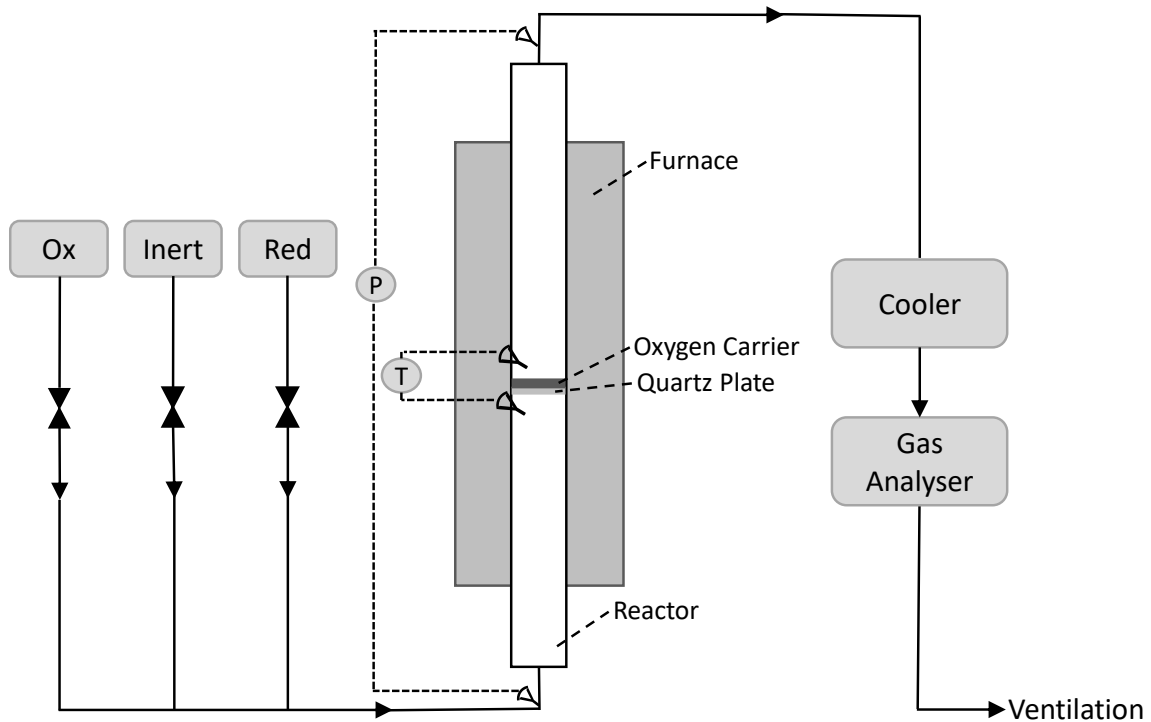 Furnace
Ox
Inert
Red
P
Cooler
Oxygen Carrier
T
Quartz Plate
Gas
Analyser
Reactor
Ventilation